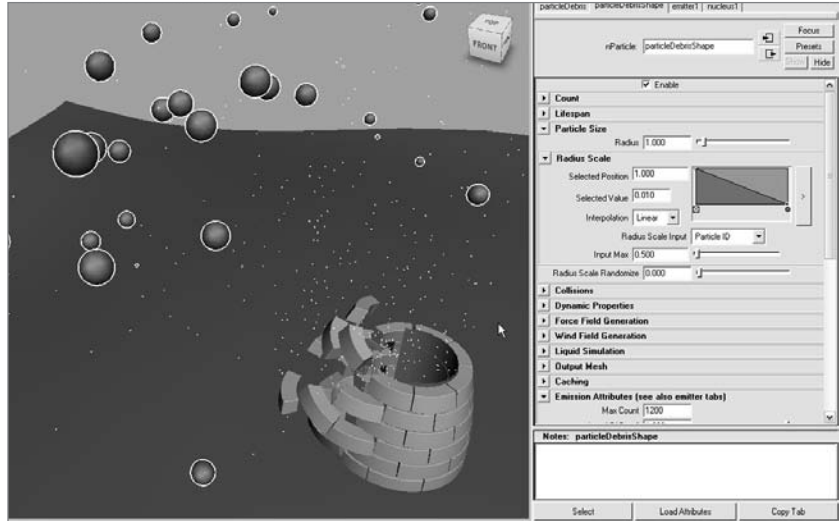 particleDebris particleDebrisShape emitter1 nucleus1
TOP
FRONT
nParticle: particleDebrisShape
Focus
Presets
Show Hide
Enable
Count
Lifespan
Particle Size
Radius 1.000
Radius Scale
Selected Position 1.000
Selected Value 0.010
Interpolation Linear
>
Radius Scale Input Particle ID
Input Max 0.500
Radius Scale Randomize 0.000
Collisions
Dynamic Properties
Force Field Generation
Wind Field Generation
Liquid Simulation
Output Mesh
Caching
Emission Attributes (see also emitter tabs)
Max Count 1200
Notes: particleDebrisShape
Select Load Attributes Copy Tab